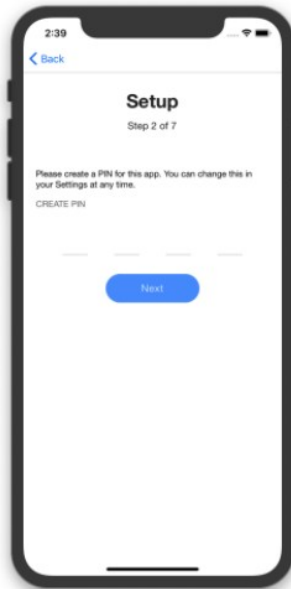 2:39
Back
Setup
Step 2 of 7
Please create a PIN for this app. You can change this in
your Settings at any time.
CREATE PIN
Next